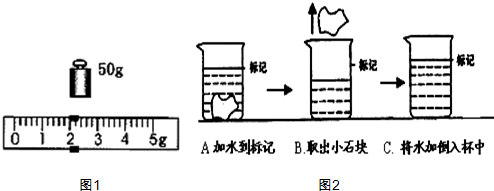 50g
0 1 2 3 4 5g
图1
标记 标记 标记
A.加水到标记 B.取出小石块 C.将水加倒入杯中
图2